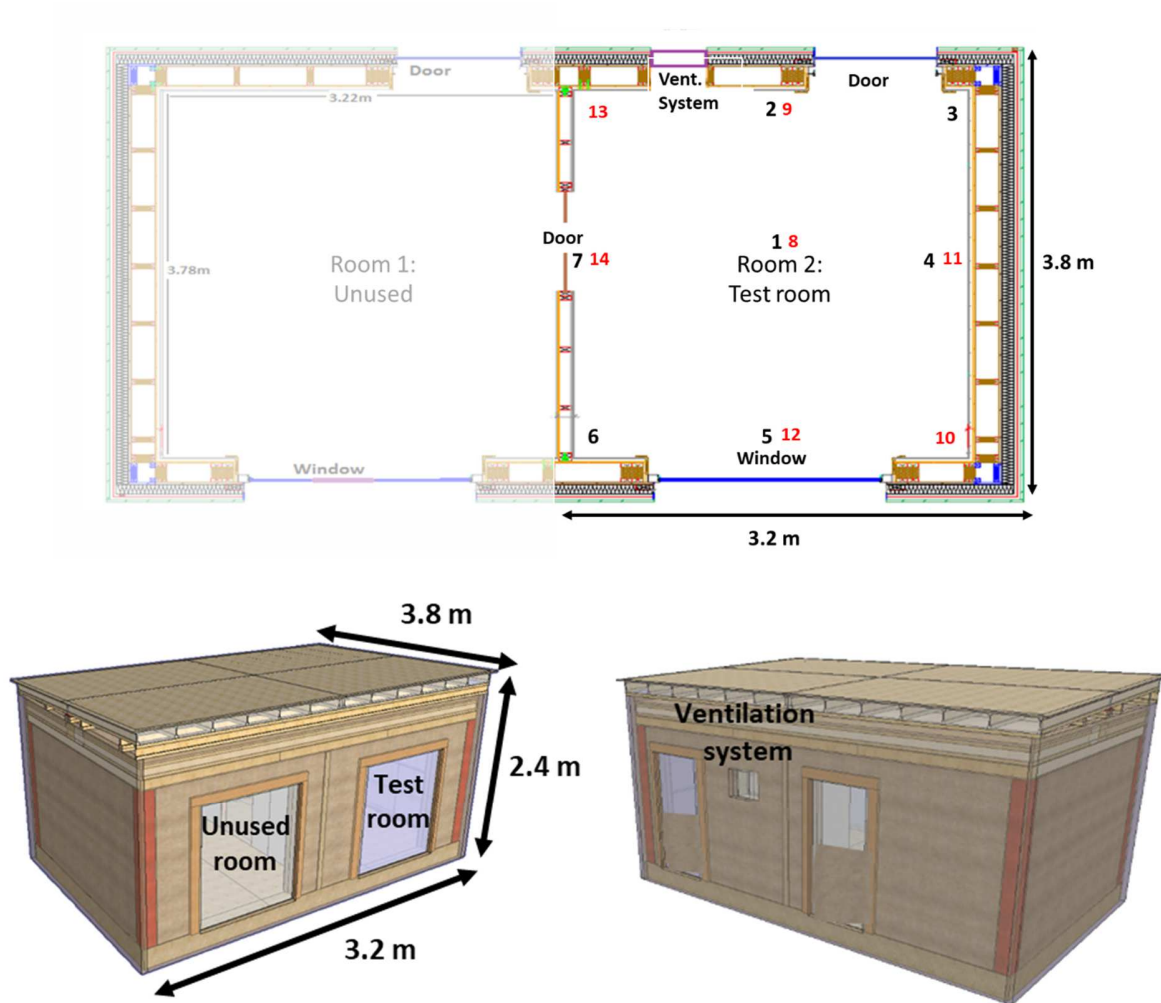 Door
3.22m
Vent.
System
Door
13
2 9
3
Door
7 14
1 8
4 11
3.8 m
3.78m
Room 1:
Unused
Room 2:
Test room
6
5 12
10
Window
Window
3.2 m
3.8 m
2.4 m
Test
room
Unused
room
3.2 m
Ventilation
system